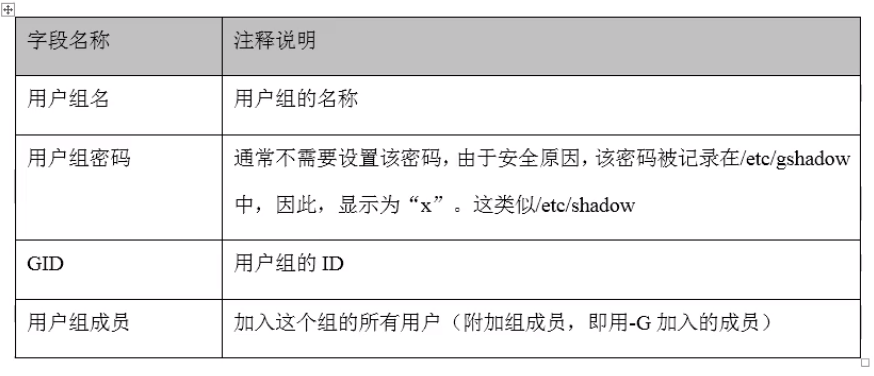 字段名称 注释说明
用户组名 用户组的名称
用户组密码 通常不需要设置该密码，由于安全原因，该密码被记录在/etc/gshadow
中，因此，显示为“x”。这类似/etc/shadow
GID 用户组的 ID
用户组成员 加入这个组的所有用户（附加组成员，即用-G 加入的成员）